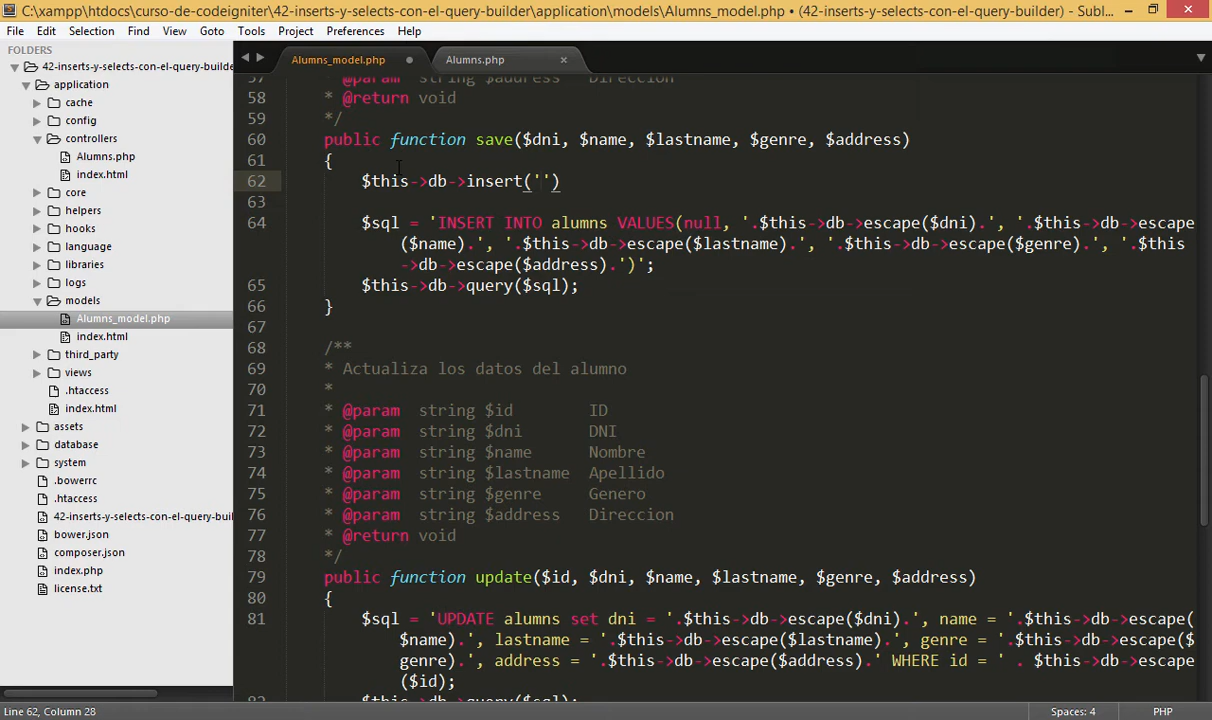 C:\xampp\htdocs\curso-de-codeigniter\42-inserts-y-selects-con-el-query-builder\application\models\Alumns_model.php • (42-inserts-y-selects-con-el-query-builder) - Subl...
File Edit Selection Find View Goto Tools Project Preferences Help
FOLDERS
42-inserts-y-selects-con-el-query-builde
application
cache
config
controllers
Alumns.php
index.html
core
helpers
hooks
language
libraries
logs
models
Alumns_model.php
index.html
third_party
views
.htaccess
index.html
assets
database
system
.bowerrc
.htaccess
42-inserts-y-selects-con-el-query-buil
bower.json
composer.json
index.php
license.txt
Alumns_model.php Alumns.php
57 * @param string $address Direccion
58 * @return void
59 */
60 public function save($dni, $name, $lastname, $genre, $address)
61 {
62 $this->db->insert('')
63
64 $sql = 'INSERT INTO alumns VALUES(null, '.$this->db->escape($dni).', '.$this->db->escape
($name).', '.$this->db->escape($lastname).', '.$this->db->escape($genre).', '.$this
->db->escape($address).')';
65 $this->db->query($sql);
66 }
67
68 /**
69 * Actualiza los datos del alumno
70 *
71 * @param string $id ID
72 * @param string $dni DNI
73 * @param string $name Nombre
74 * @param string $lastname Apellido
75 * @param string $genre Genero
76 * @param string $address Direccion
77 * @return void
78 */
79 public function update($id, $dni, $name, $lastname, $genre, $address)
80 {
81 $sql = 'UPDATE alumns set dni = '.$this->db->escape($dni).', name = '.$this->db->escape(
$name).', lastname = '.$this->db->escape($lastname).', genre = '.$this->db->escape($
genre).', address = '.$this->db->escape($address).' WHERE id = ' . $this->db->escape
($id);
82 $this->db->query($sql);
Line 62, Column 28 Spaces: 4 PHP